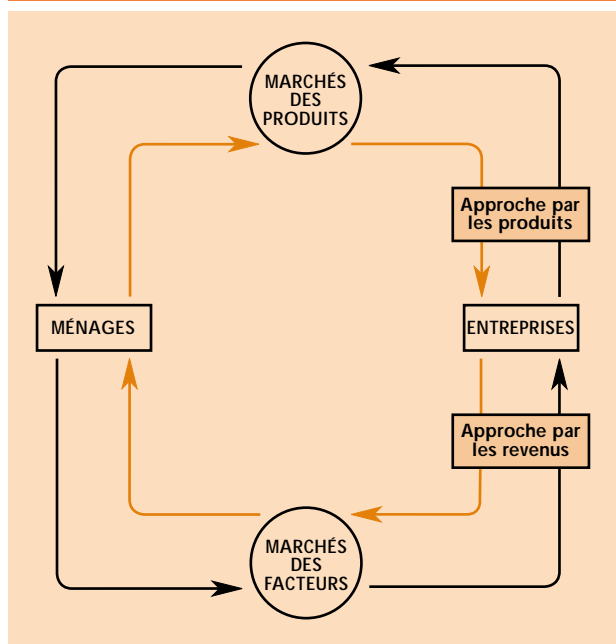 MARCHÉS
DES
PRODUITS
Approche par
les produits
MÉNAGES
ENTREPRISES
Approche par
les revenus
MARCHÉS
DES
FACTEURS